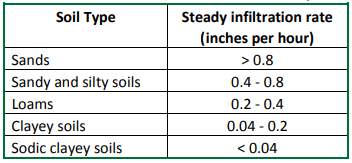 Soil Type Steady infiltration rate
(inches per hour)
Sands > 0.8
Sandy and silty soils 0.4 - 0.8
Loams 0.2 - 0.4
Clayey soils 0.04 - 0.2
Sodic clayey soils < 0.04